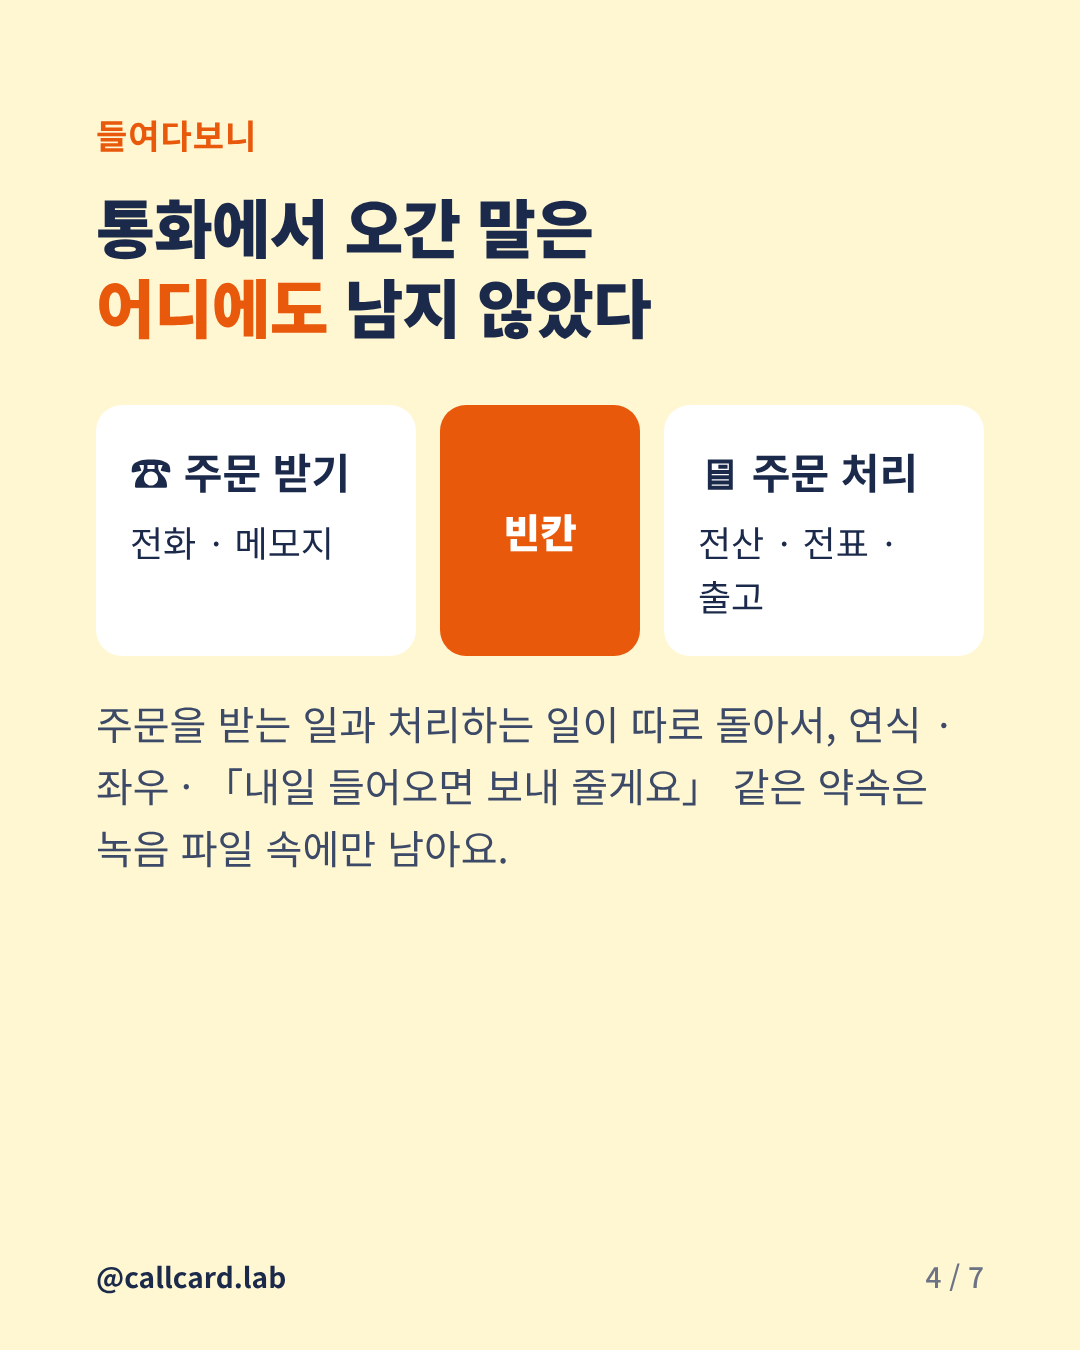 들여다보니
통화에서 오간 말은
어디에도 남지 않았다
☎ 주문 받기
전화 · 메모지
빈칸
🖥 주문 처리
전산 · 전표 ·
출고
주문을 받는 일과 처리하는 일이 따로 돌아서, 연식 ·
좌우 · 「내일 들어오면 보내 줄게요」 같은 약속은
녹음 파일 속에만 남아요.
@callcard.lab
4 / 7